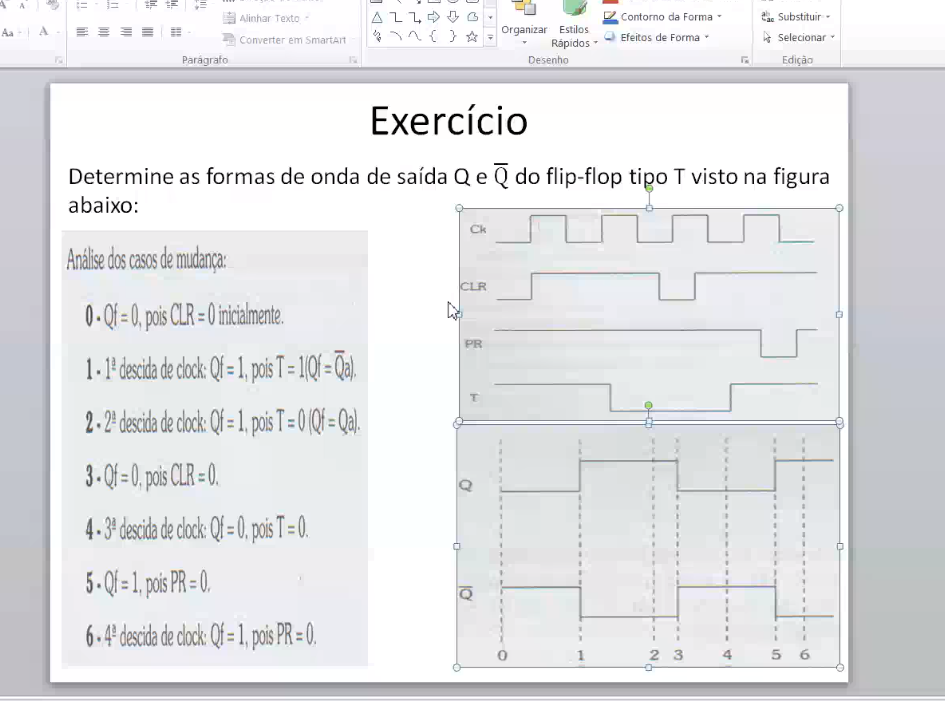 Alinhar Texto
Converter em SmartArt
Parágrafo
Organizar
Estilos
Rápidos
Contorno da Forma
Efeitos de Forma
Desenho
Substituir
Selecionar
Edição
Exercício
Determine as formas de onda de saída Q e Q̅ do flip-flop tipo T visto na figura
abaixo:
Análise dos casos de mudança:
0 - Qf = 0, pois CLR = 0 inicialmente.
1 - 1ª descida de clock: Qf = 1, pois T = 1(Qf = Q̅a).
2 - 2ª descida de clock: Qf = 1, pois T = 0 (Qf = Qa).
3 - Qf = 0, pois CLR = 0.
4 - 3ª descida de clock: Qf = 0, pois T = 0.
5 - Qf = 1, pois PR = 0.
6 - 4ª descida de clock: Qf = 1, pois PR = 0.
Ck
CLR
PR
T
Q
Q̅
0 1 2 3 4 5 6